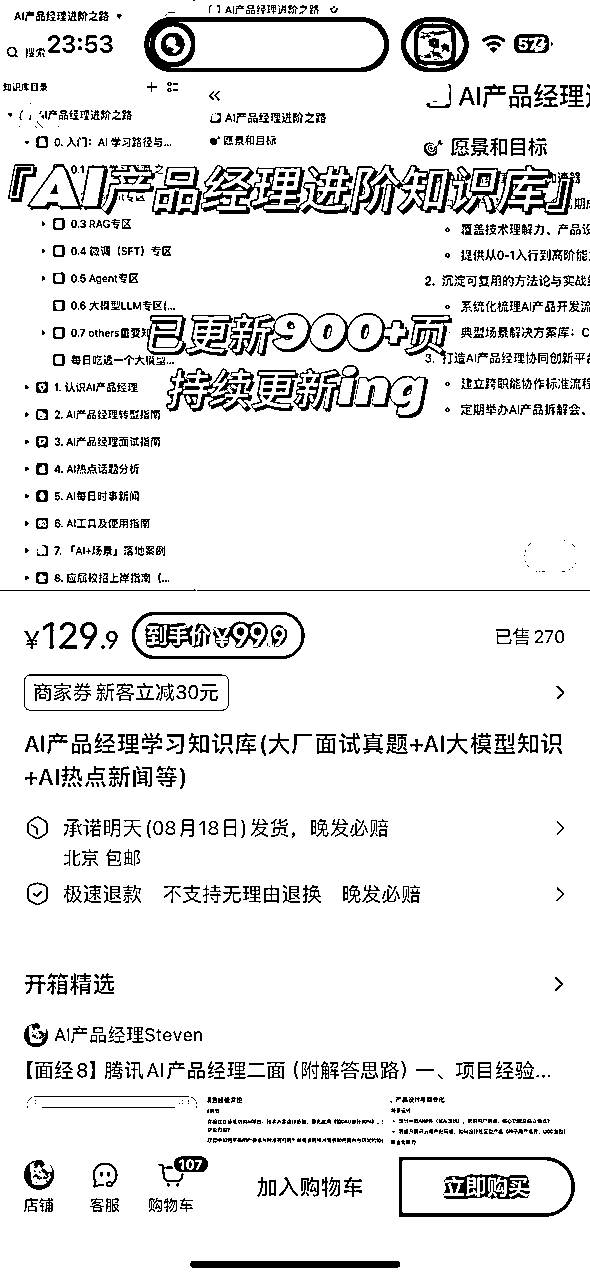 AI产品经理进阶之路
AI产品经理进阶之路
搜索
23:53
57
知识库目录
AI产品经理进阶之路
AI产品经理进阶之路
AI产品经理进
愿景和目标
愿景和目标
0. 入门：AI 学习路径与...
『AI产品经理进阶知识库』
0.3 RAG专区
覆盖技术理解力、产品设
0.4 微调（SFT）专区
提供从0-1入行到高阶能
0.5 Agent专区
2. 沉淀可复用的方法论与实战
0.6 大模型LLM专区(...
系统化梳理AI产品开发流
已更新900+页
0.7 others重要知
典型场景解决方案库：C
每日吃透一个大模型...
3. 打造AI产品经理协同创新平台
持续更新ing
1. 认识AI产品经理
建立跨职能协作标准流程
2. AI产品经理转型指南
定期举办AI产品拆解会、
3. AI产品经理面试指南
4. AI热点话题分析
5. AI每日时事新闻
6. AI工具及使用指南
7. 「AI+场景」落地案例
8. 应届校招上岸指南（...
¥129.9
到手价¥99.9
已售 270
商家券 新客立减30元
AI产品经理学习知识库(大厂面试真题+AI大模型知识
+AI热点新闻等)
承诺明天(08月18日)发货，晚发必赔
北京 包邮
极速退款 不支持无理由退换 晚发必赔
开箱精选
AI产品经理Steven
【面经8】腾讯AI产品经理二面（附解答思路）一、项目经验...
107
店铺
客服
购物车
加入购物车
立即购买